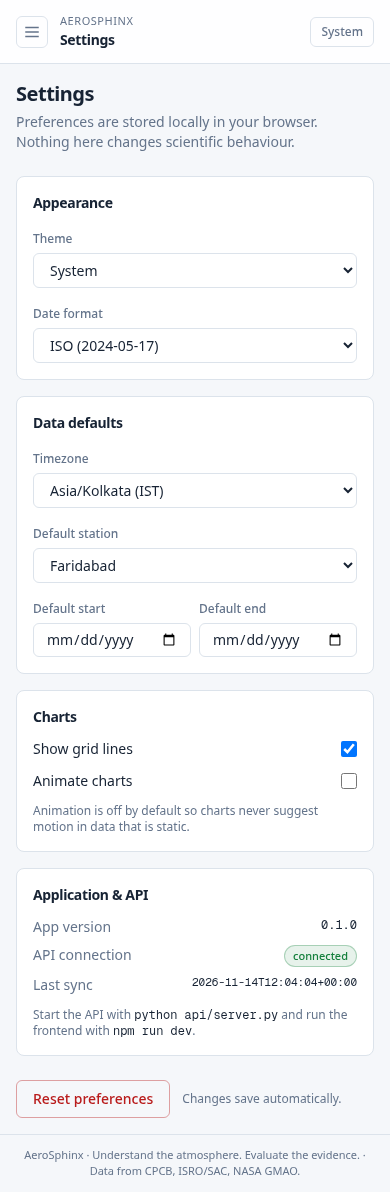 AEROSPHINX
Settings
System
Settings
Preferences are stored locally in your browser.
Nothing here changes scientific behaviour.
Appearance
Theme
System
Date format
ISO (2024-05-17)
Data defaults
Timezone
Asia/Kolkata (IST)
Default station
Faridabad
Default start
Default end
mm/dd/yyyy
mm/dd/yyyy
Charts
Show grid lines
Animate charts
Animation is off by default so charts never suggest
motion in data that is static.
Application & API
App version
0.1.0
API connection
connected
Last sync
2026-11-14T12:04:04+00:00
Start the API with python api/server.py and run the
frontend with npm run dev.
Reset preferences
Changes save automatically.
AeroSphinx · Understand the atmosphere. Evaluate the evidence. ·
Data from CPCB, ISRO/SAC, NASA GMAO.